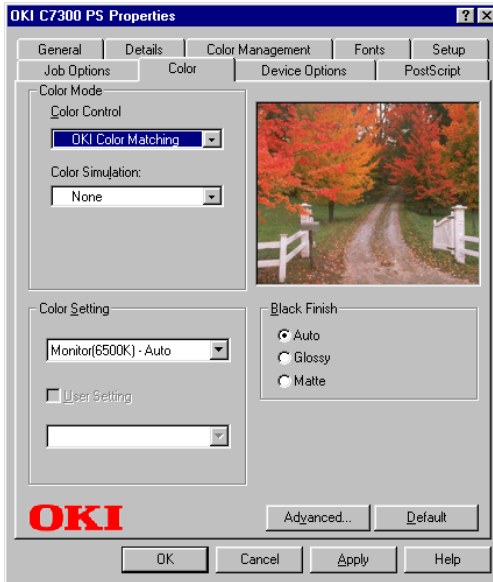 OKI C7300 PS Properties
General Details Color Management Fonts Setup
Job Options Color Device Options PostScript
Color Mode
Color Control
OKI Color Matching
Color Simulation:
None
Color Setting
Monitor(6500K) - Auto
User Setting
Black Finish
Auto
Glossy
Matte
OKI
Advanced... Default
OK Cancel Apply Help